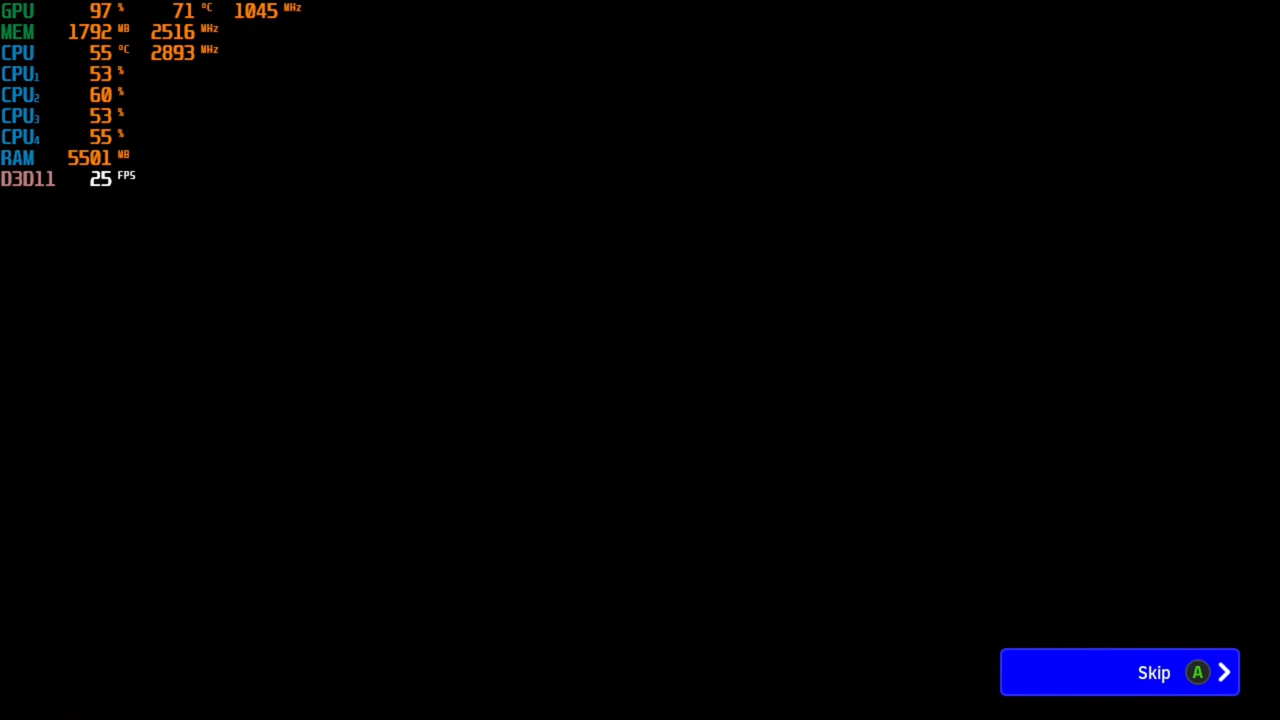 GPU 97 % 71 °C 1045 MHz
MEM 1792 MB 2516 MHz
CPU 55 °C 2893 MHz
CPU1 53 %
CPU2 60 %
CPU3 53 %
CPU4 55 %
RAM 5501 MB
D3D11 25 FPS
Skip A